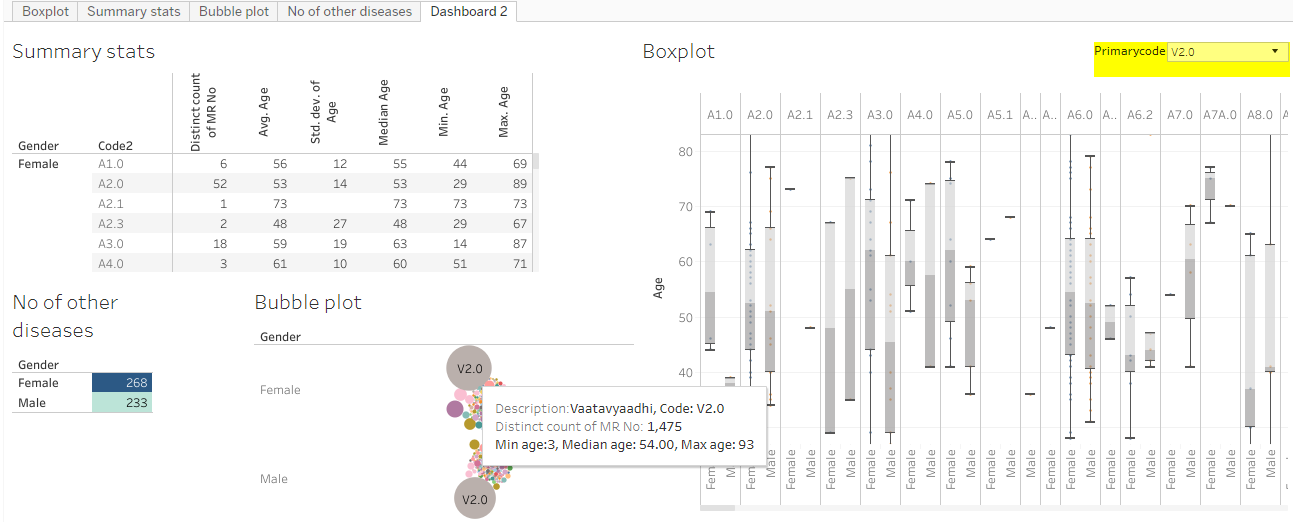 Boxplot Summary stats Bubble plot No of other diseases Dashboard 2
Summary stats
Distinct count of MR No Avg. Age Std. dev. of Age Median Age Min. Age Max. Age
Gender Code2
Female A1.0 6 56 12 55 44 69
A2.0 52 53 14 53 29 89
A2.1 1 73 73 73 73
A2.3 2 48 27 48 29 67
A3.0 18 59 19 63 14 87
A4.0 3 61 10 60 51 71
No of other
diseases
Gender
Female 268
Male 233
Bubble plot
Gender
Female
Male
V2.0
V2.0
Description:Vaatavyaadhi, Code: V2.0
Distinct count of MR No: 1,475
Min age:3, Median age: 54.00, Max age: 93
Boxplot
Primarycode V2.0
A1.0 A2.0 A2.1 A2.3 A3.0 A4.0 A5.0 A5.1 A.. A.. A6.0 A.. A6.2 A7.0 A7A.0 A8.0 A
Age
80
70
60
50
40
Female Male Female Male Female Male Female Male Female Male Female Male Female Male Female Male Male Female Female Male Female Female Male Female Male Female Male Female Male